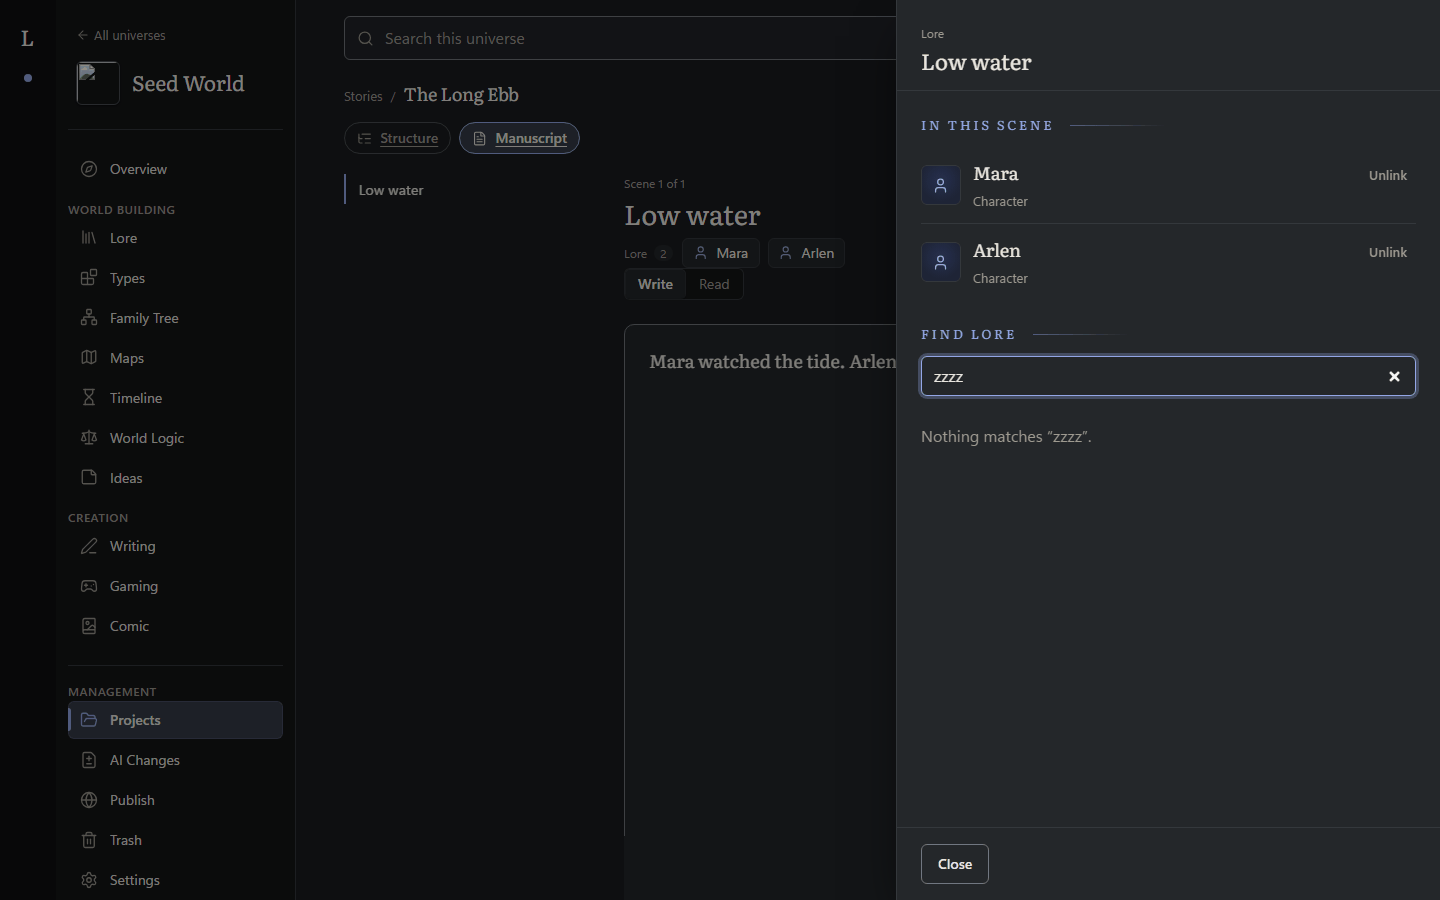 L
All universes
Seed World
Overview
WORLD BUILDING
Lore
Types
Family Tree
Maps
Timeline
World Logic
Ideas
CREATION
Writing
Gaming
Comic
MANAGEMENT
Projects
AI Changes
Publish
Trash
Settings
Search this universe
Stories / The Long Ebb
Structure
Manuscript
Low water
Scene 1 of 1
Low water
Lore 2 Mara Arlen
Write Read
Mara watched the tide. Arlen
Lore
Low water
IN THIS SCENE
Mara
Unlink
Character
Arlen
Unlink
Character
FIND LORE
zzzz
Nothing matches “zzzz”.
Close